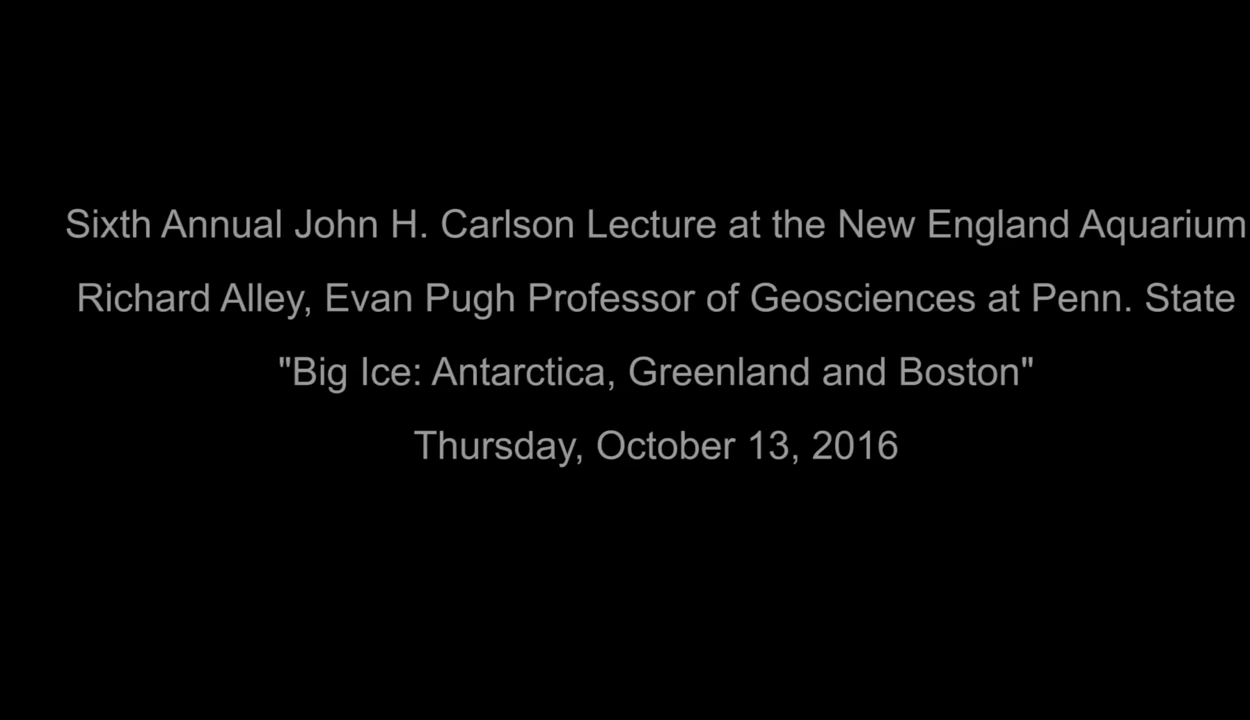 Sixth Annual John H. Carlson Lecture at the New England Aquarium
Richard Alley, Evan Pugh Professor of Geosciences at Penn. State
"Big Ice: Antarctica, Greenland and Boston"
Thursday, October 13, 2016